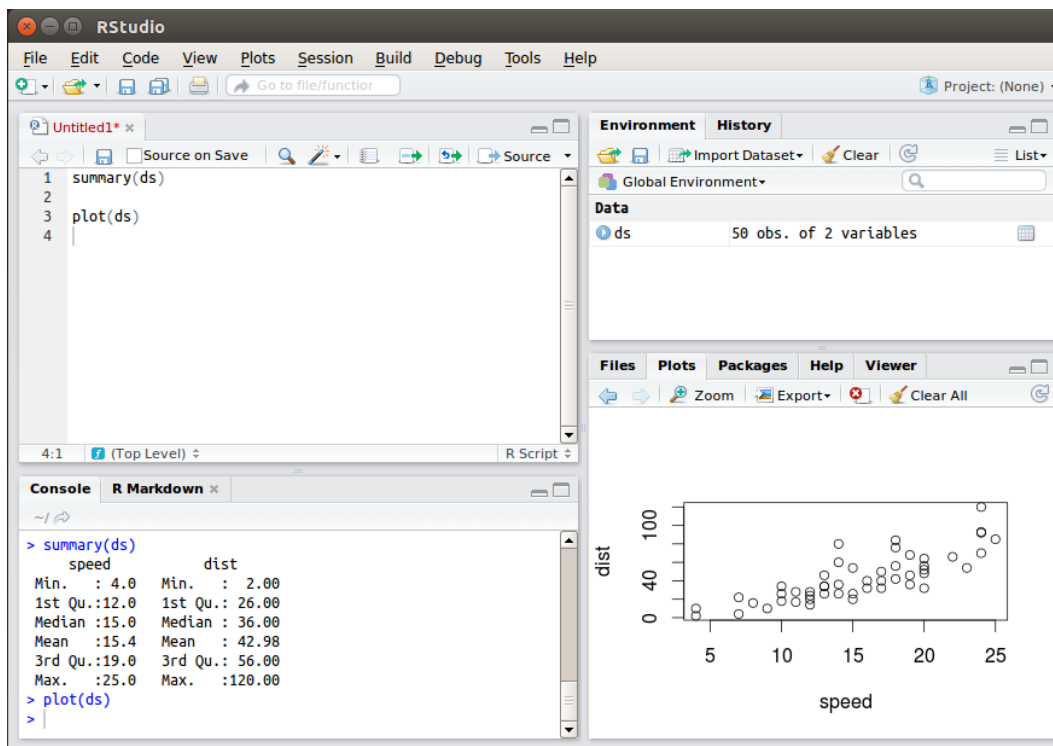 RStudio
File Edit Code View Plots Session Build Debug Tools Help
Go to file/function
Project: (None)
Untitled1*
Source on Save Source
1 summary(ds)
2
3 plot(ds)
4
4:1 (Top Level) R Script
Console R Markdown
~/
> summary(ds)
speed dist
Min. : 4.0 Min. : 2.00
1st Qu.:12.0 1st Qu.: 26.00
Median :15.0 Median : 36.00
Mean :15.4 Mean : 42.98
3rd Qu.:19.0 3rd Qu.: 56.00
Max. :25.0 Max. :120.00
> plot(ds)
>
Environment History
Import Dataset Clear List
Global Environment
Data
ds 50 obs. of 2 variables
Files Plots Packages Help Viewer
Zoom Export Clear All
dist
100
40
0
5 10 15 20 25
speed